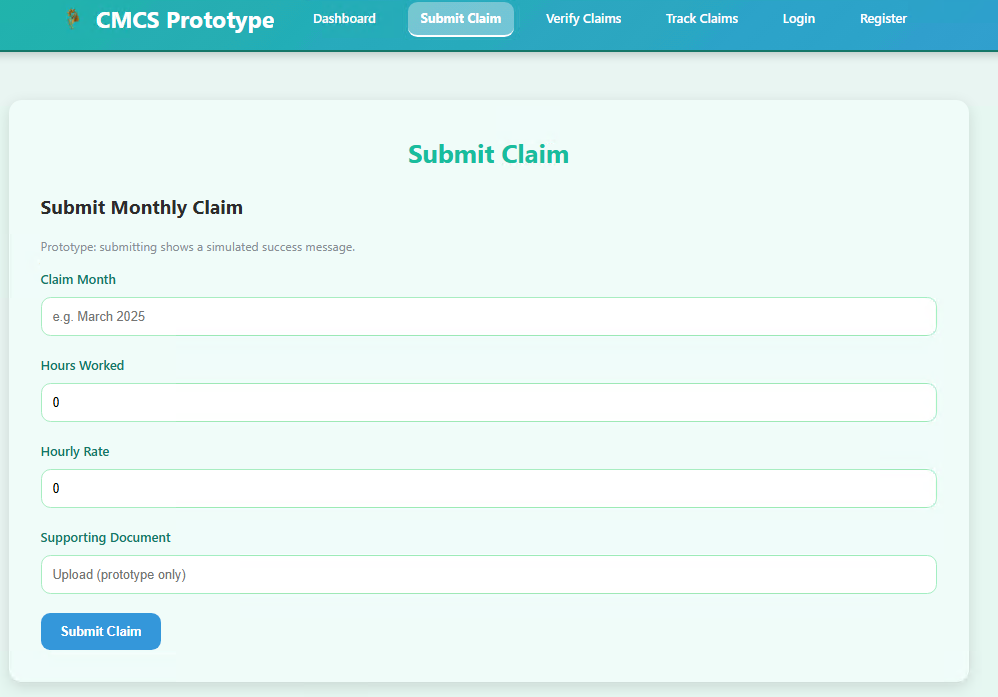 CMCS Prototype Dashboard Submit Claim Verify Claims Track Claims Login Register
Submit Claim
Submit Monthly Claim
Prototype: submitting shows a simulated success message.
Claim Month
e.g. March 2025
Hours Worked
0
Hourly Rate
0
Supporting Document
Upload (prototype only)
Submit Claim